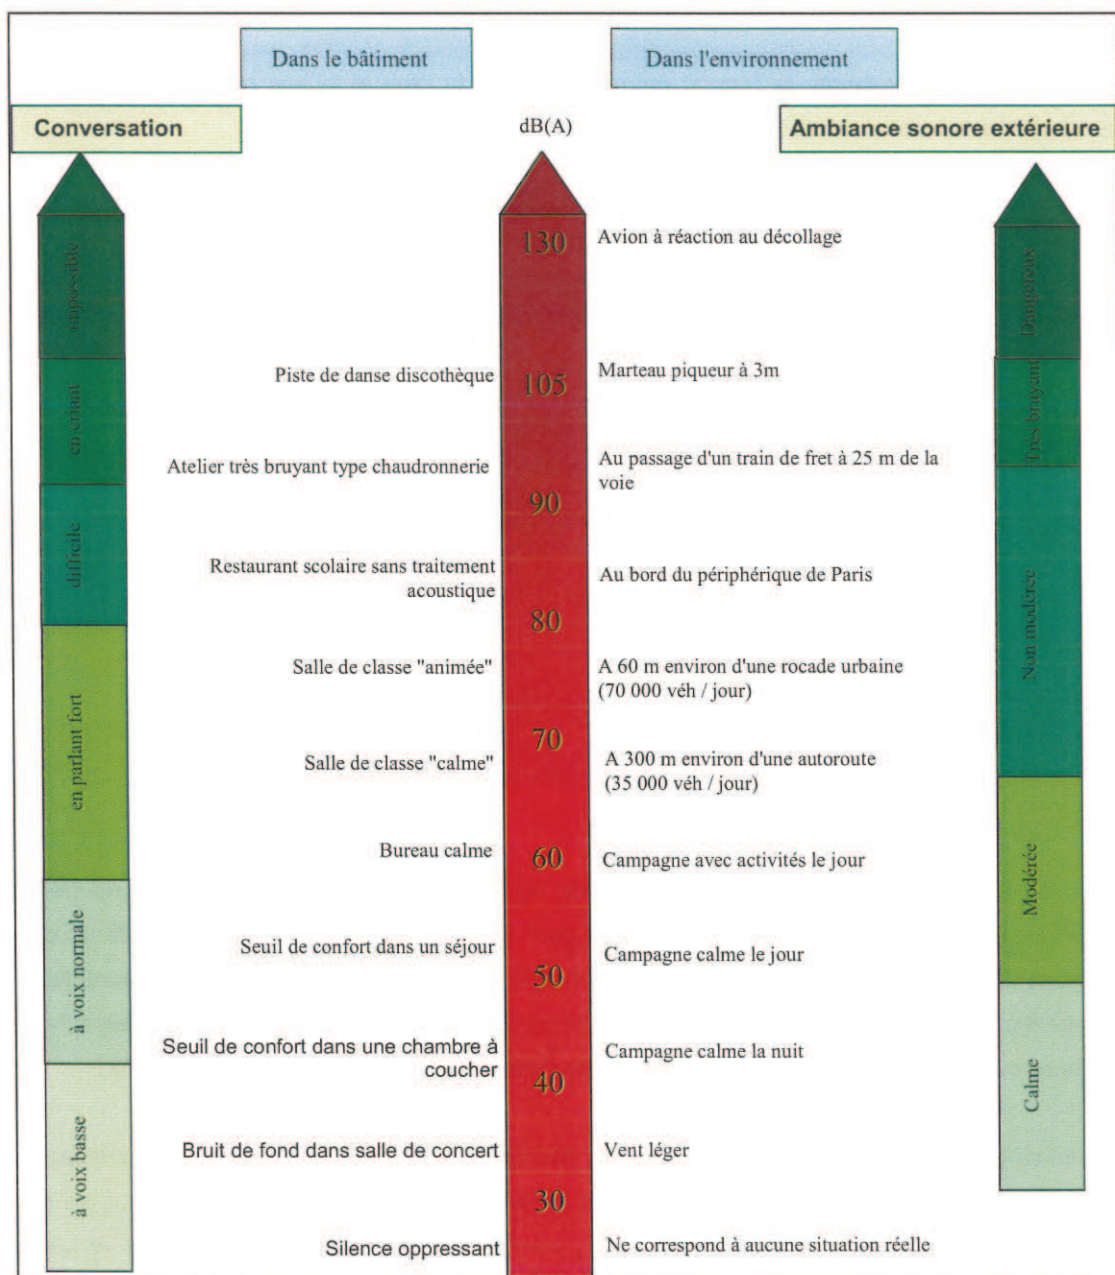 Dans le bâtiment
Dans l'environnement
Conversation
dB(A)
Ambiance sonore extérieure
impossible
en criant
difficile
en parlant fort
à voix normale
à voix basse
130
Avion à réaction au décollage
Piste de danse discothèque
105
Marteau piqueur à 3m
Atelier très bruyant type chaudronnerie
Au passage d'un train de fret à 25 m de la
voie
90
Restaurant scolaire sans traitement
acoustique
Au bord du périphérique de Paris
80
Salle de classe "animée"
A 60 m environ d'une rocade urbaine
(70 000 véh / jour)
70
Salle de classe "calme"
A 300 m environ d'une autoroute
(35 000 véh / jour)
Bureau calme
60
Campagne avec activités le jour
Seuil de confort dans un séjour
Campagne calme le jour
50
Seuil de confort dans une chambre à
coucher
Campagne calme la nuit
40
Bruit de fond dans salle de concert
Vent léger
30
Silence oppressant
Ne correspond à aucune situation réelle
Dangereux
Très bruyant
Non modérée
Modérée
Calme